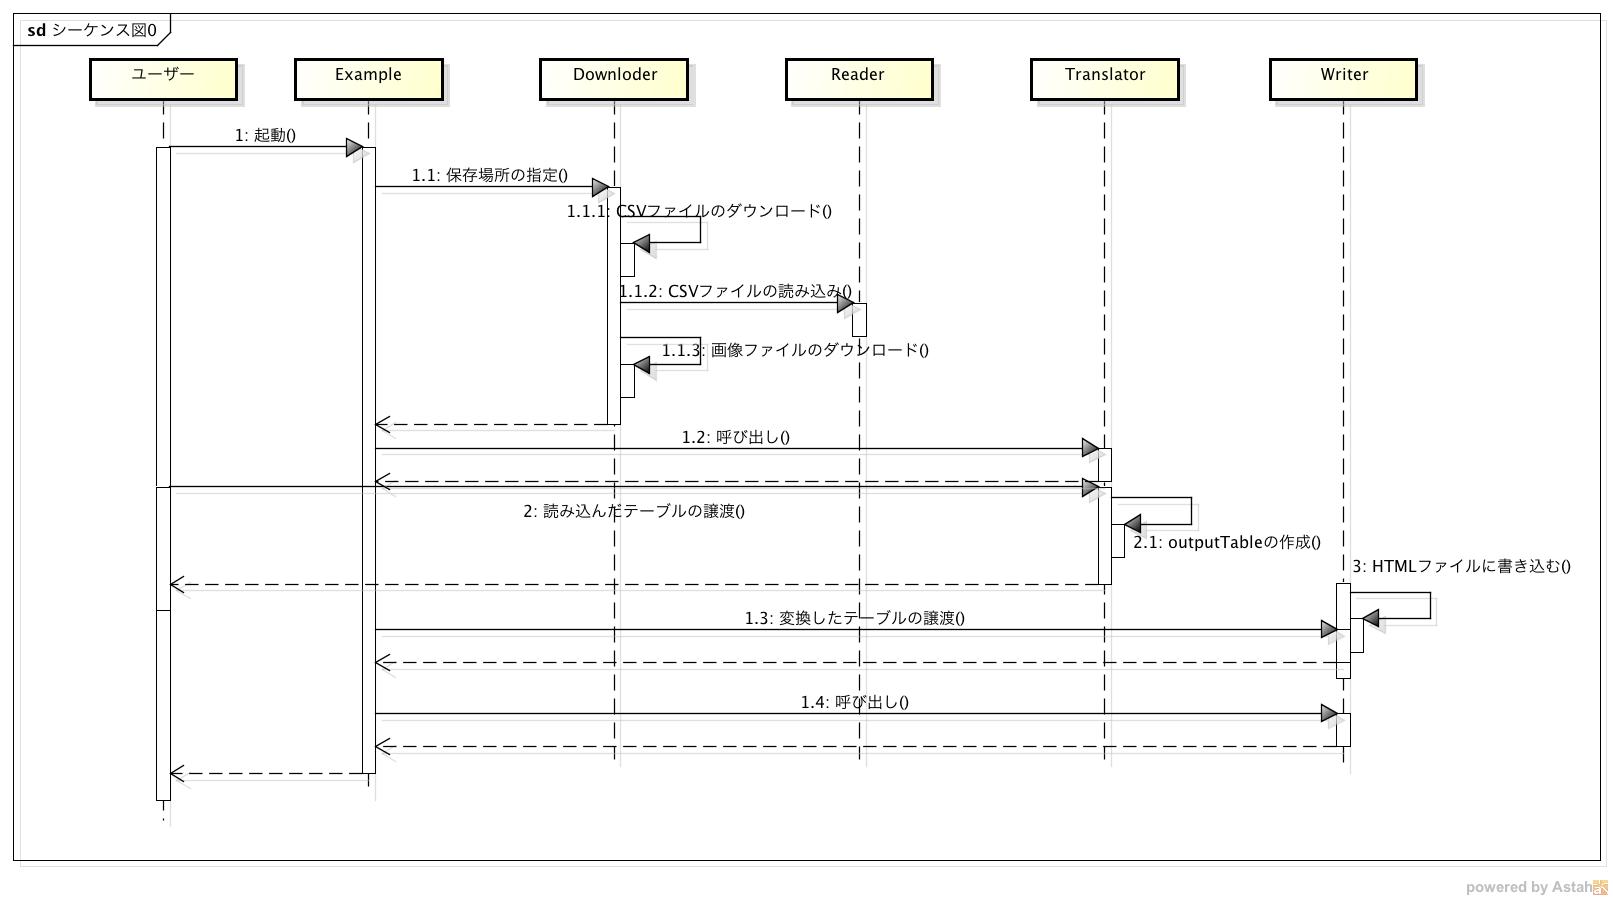 sd シーケンス図0
ユーザー
Example
Downloder
Reader
Translator
Writer
1: 起動()
1.1: 保存場所の指定()
1.1.1: CSVファイルのダウンロード()
1.1.2: CSVファイルの読み込み()
1.1.3: 画像ファイルのダウンロード()
1.2: 呼び出し()
2: 読み込んだテーブルの譲渡()
2.1: outputTableの作成()
3: HTMLファイルに書き込む()
1.3: 変換したテーブルの譲渡()
1.4: 呼び出し()
powered by Astah